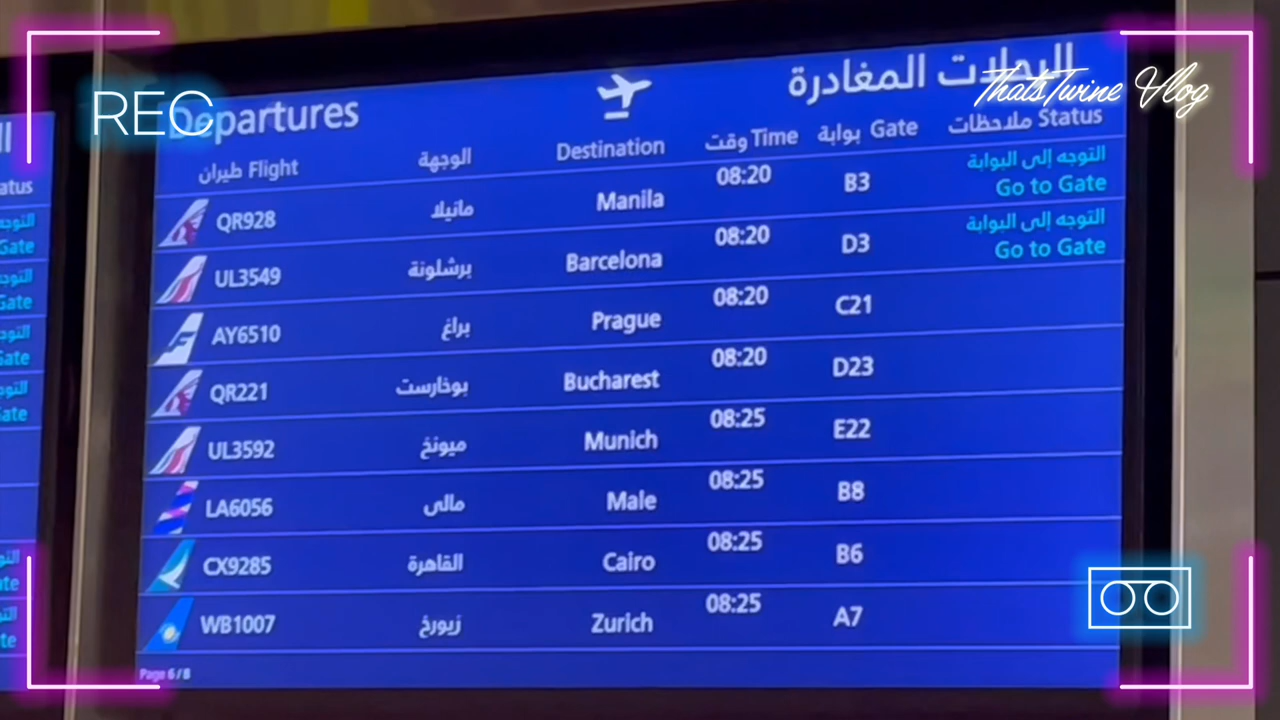 REC
ThatsTwine Vlog
Departures الرحلات المغادرة
طيران Flight الوجهة Destination وقت Time بوابة Gate ملاحظات Status
QR928 مانيلا Manila 08:20 B3 التوجه إلى البوابة
Go to Gate
UL3549 برشلونة Barcelona 08:20 D3 التوجه إلى البوابة
Go to Gate
AY6510 براغ Prague 08:20 C21
QR221 بوخارست Bucharest 08:20 D23
UL3592 ميونخ Munich 08:25 E22
LA6056 مالى Male 08:25 B8
CX9285 القاهرة Cairo 08:25 B6
WB1007 زيورخ Zurich 08:25 A7
Page 6/8